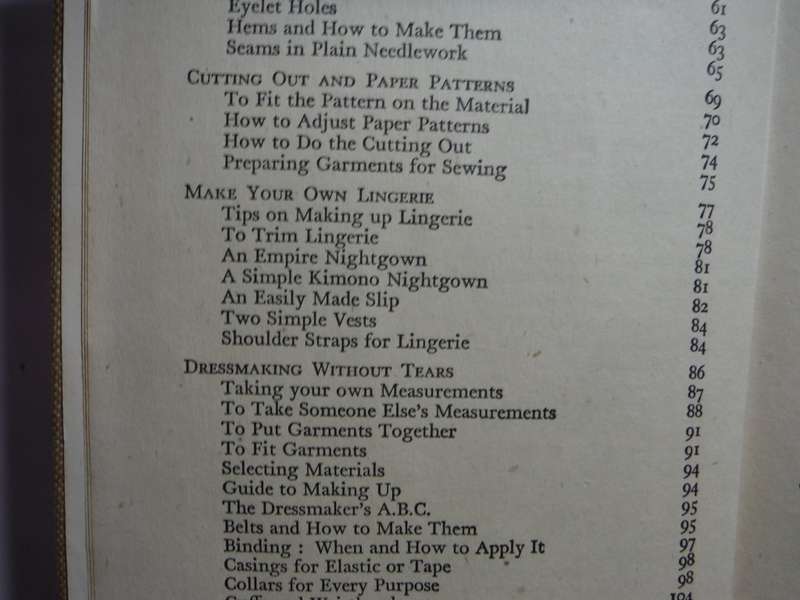 61
Eyelet Holes 63
Hems and How to Make Them 63
Seams in Plain Needlework 65
Cutting Out and Paper Patterns 69
To Fit the Pattern on the Material 70
How to Adjust Paper Patterns 72
How to Do the Cutting Out 74
Preparing Garments for Sewing 75
Make Your Own Lingerie 77
Tips on Making up Lingerie 78
To Trim Lingerie 78
An Empire Nightgown 81
A Simple Kimono Nightgown 81
An Easily Made Slip 82
Two Simple Vests 84
Shoulder Straps for Lingerie 84
Dressmaking Without Tears 86
Taking your own Measurements 87
To Take Someone Else's Measurements 88
To Put Garments Together 91
To Fit Garments 91
Selecting Materials 94
Guide to Making Up 94
The Dressmaker's A.B.C. 95
Belts and How to Make Them 95
Binding : When and How to Apply It 97
Casings for Elastic or Tape 98
Collars for Every Purpose 98
104